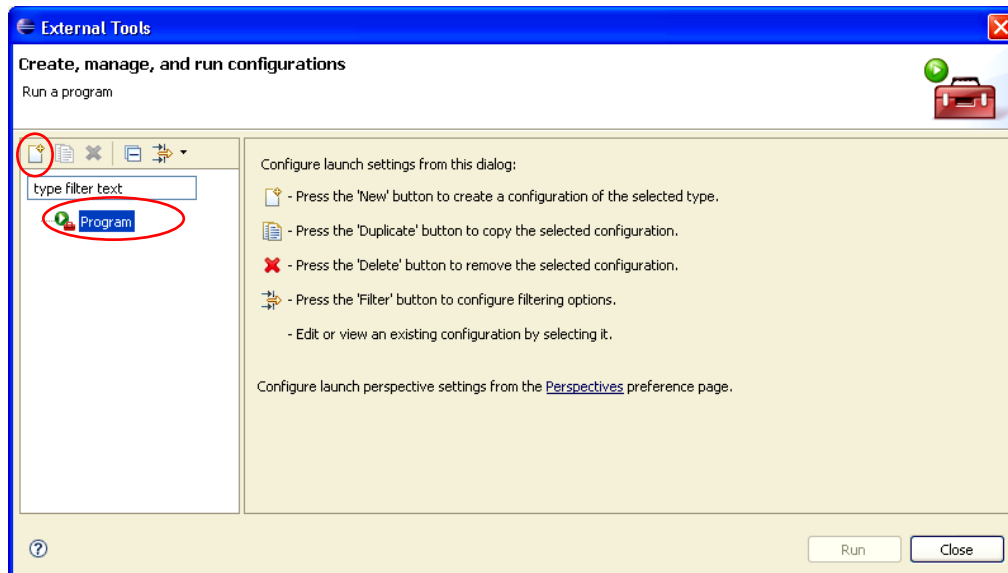 External Tools
Create, manage, and run configurations
Run a program
type filter text
Program
Configure launch settings from this dialog:
- Press the 'New' button to create a configuration of the selected type.
- Press the 'Duplicate' button to copy the selected configuration.
- Press the 'Delete' button to remove the selected configuration.
- Press the 'Filter' button to configure filtering options.
- Edit or view an existing configuration by selecting it.
Configure launch perspective settings from the Perspectives preference page.
?
Run
Close